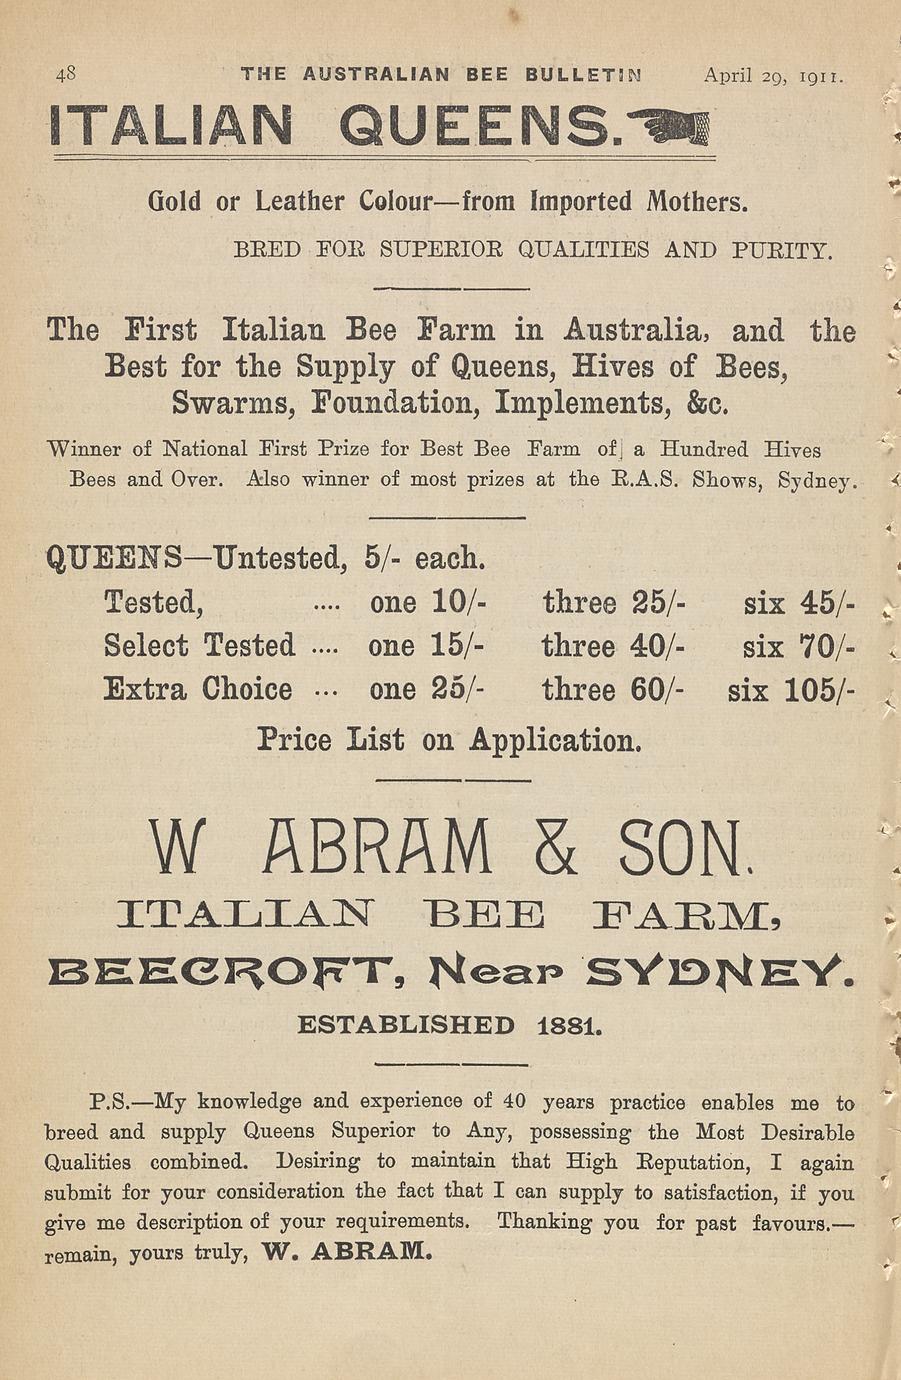 48 THE AUSTRALIAN BEE BULLETIN April 29, 1911.
ITALIAN QUEENS.
Gold or Leather Colour—from Imported Mothers.
BRED FOR SUPERIOR QUALITIES AND PURITY.
The First Italian Bee Farm in Australia, and the
Best for the Supply of Queens, Hives of Bees,
Swarms, Foundation, Implements, &c.
Winner of National First Prize for Best Bee Farm of a Hundred Hives
Bees and Over. Also winner of most prizes at the R.A.S. Shows, Sydney.
QUEENS—Untested, 5/- each.
Tested, .... one 10/- three 25/- six 45/-
Select Tested .... one 15/- three 40/- six 70/-
Extra Choice ... one 25/- three 60/- six 105/-
Price List on Application.
W ABRAM & SON.
ITALIAN BEE FARM,
BEECROFT, Near SYDNEY.
ESTABLISHED 1881.
P.S.—My knowledge and experience of 40 years practice enables me to
breed and supply Queens Superior to Any, possessing the Most Desirable
Qualities combined. Desiring to maintain that High Reputation, I again
submit for your consideration the fact that I can supply to satisfaction, if you
give me description of your requirements. Thanking you for past favours.—
remain, yours truly, W. ABRAM.